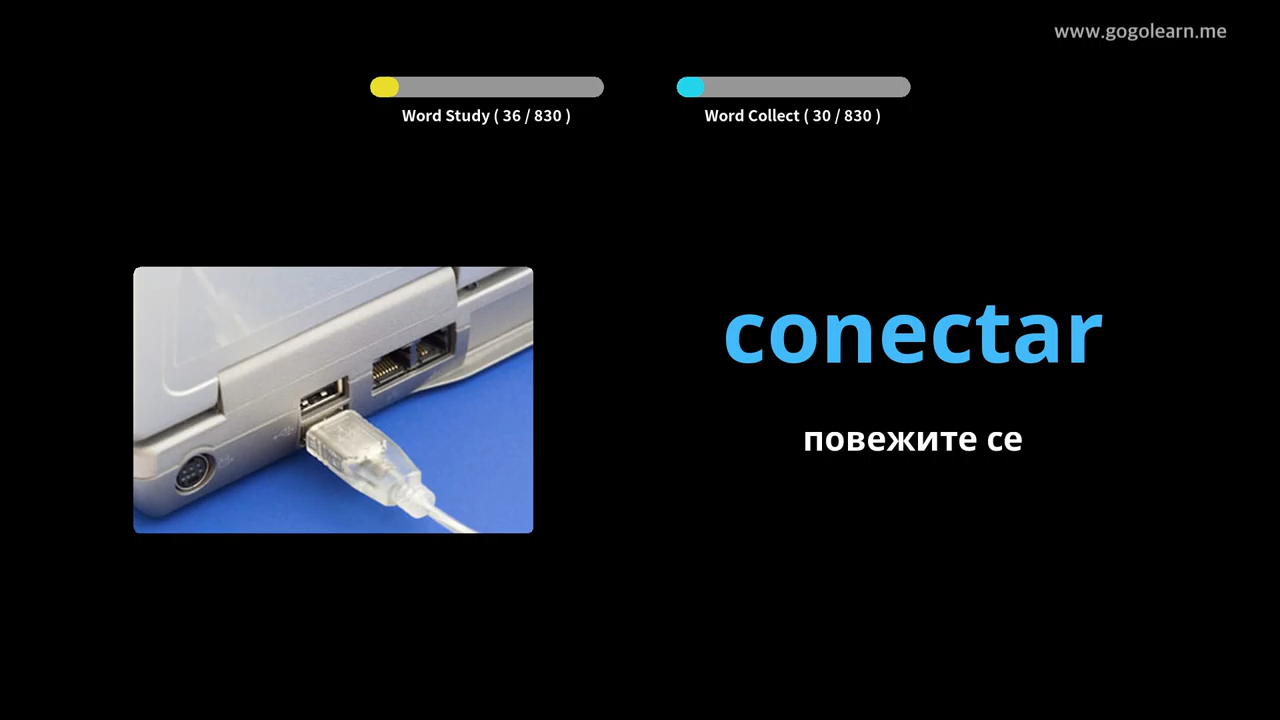 www.gogolearn.me
Word Study ( 36 / 830 )
Word Collect ( 30 / 830 )
conectar
повежите се